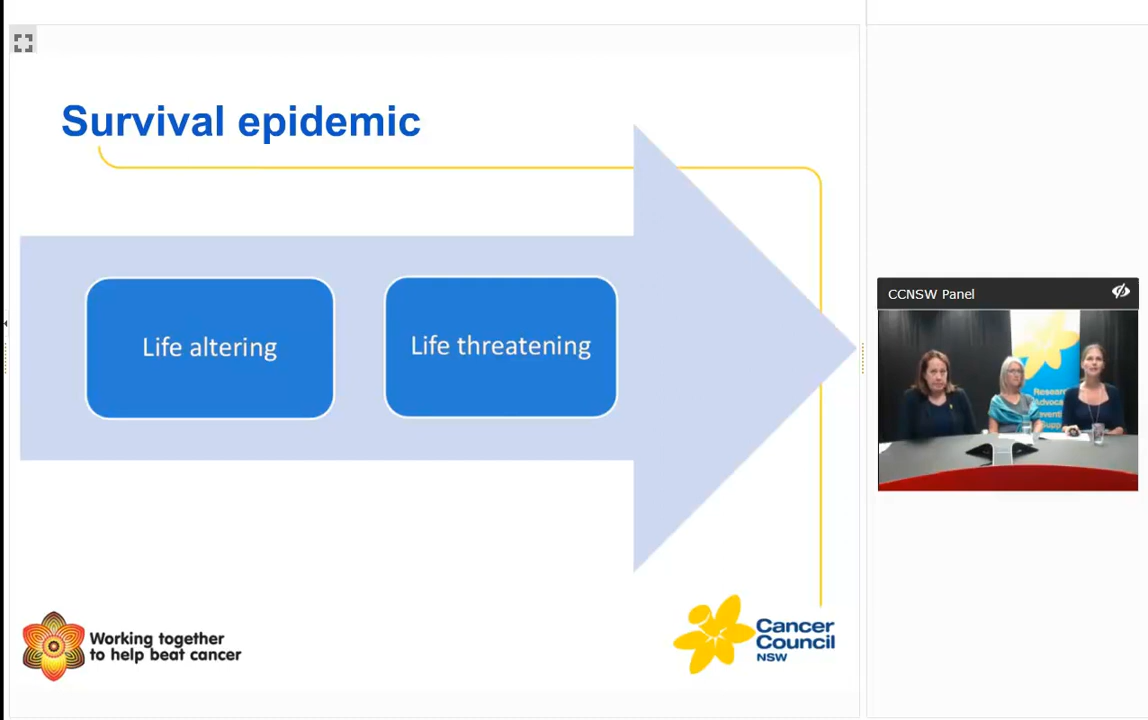 Survival epidemic
Life altering
Life threatening
Working together
to help beat cancer
Cancer
Council
NSW
CCNSW Panel